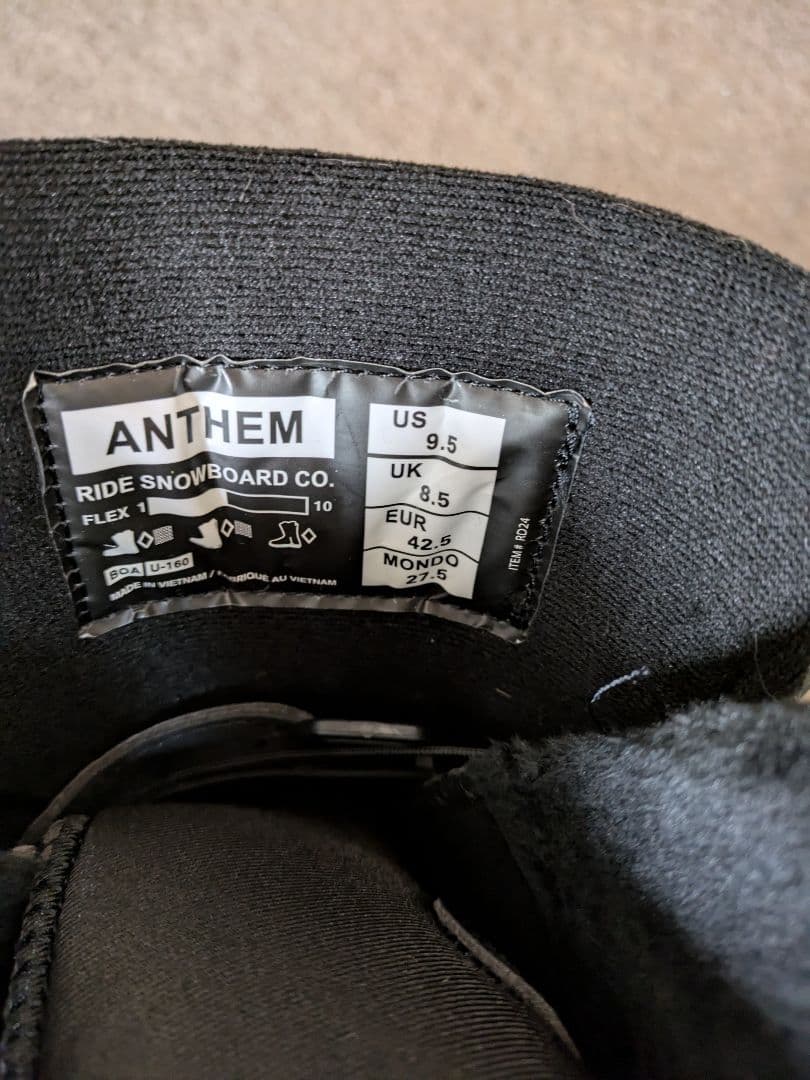 ANTHEM
RIDE SNOWBOARD CO.
FLEX 1 10
BOA U-160
MADE IN VIETNAM / FABRIQUE AU VIETNAM
US
9.5
UK
8.5
EUR
42.5
MONDO
27.5
ITEM# RD24